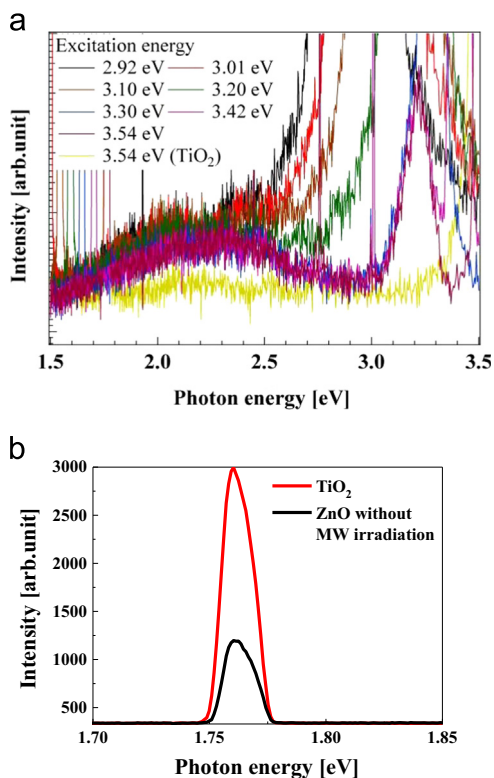 a
Excitation energy
2.92 eV
3.01 eV
3.10 eV
3.20 eV
3.30 eV
3.42 eV
3.54 eV
3.54 eV (TiO₂)
Intensity [arb.unit]
1.5
2.0
2.5
3.0
3.5
Photon energy [eV]
b
3000
2500
2000
1500
1000
500
TiO₂
ZnO without
MW irradiation
Intensity [arb.unit]
1.70
1.75
1.80
1.85
Photon energy [eV]